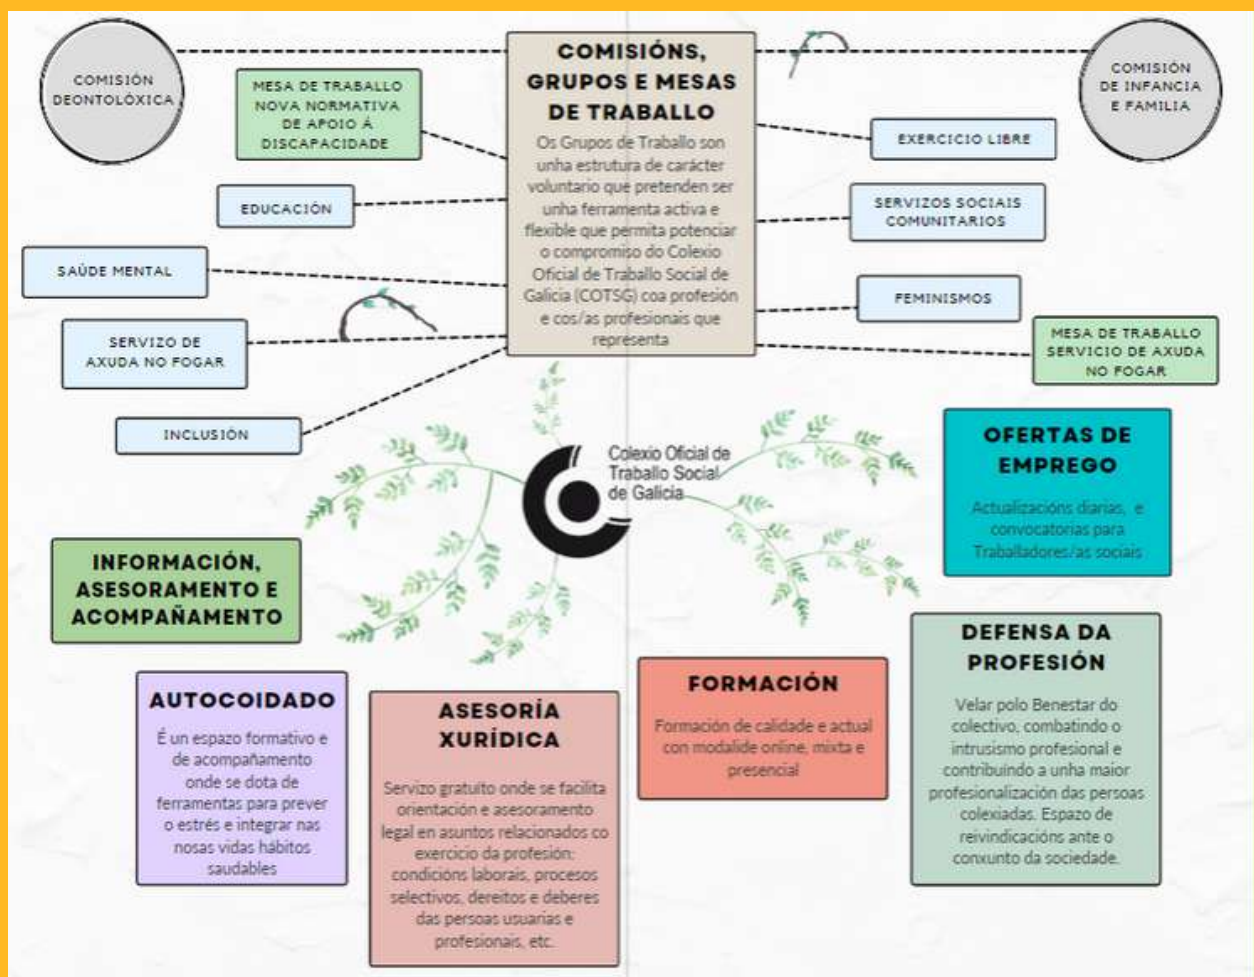 COMISIÓN
DEONTOLÓXICA
MESA DE TRABALLO
NOVA NORMATIVA
DE APOIO Á
DISCAPACIDADE
EDUCACIÓN
SAÚDE MENTAL
SERVIZO DE
AXUDA NO FOGAR
INCLUSIÓN
COMISIÓNS,
GRUPOS E MESAS
DE TRABALLO
Os Grupos de Traballo son
unha estrutura de carácter
voluntario que pretenden ser
unha ferramenta activa e
flexible que permita potenciar
o compromiso do Colexio
Oficial de Traballo Social de
Galicia (COTSG) coa profesión
e cos/as profesionais que
representa
COMISIÓN
DE INFANCIA
E FAMILIA
EXERCICIO LIBRE
SERVIZOS SOCIAIS
COMUNITARIOS
FEMINISMOS
MESA DE TRABALLO
SERVICIO DE AXUDA
NO FOGAR
Colexio Oficial de
Traballo Social
de Galicia
OFERTAS DE
EMPREGO
Actualizacións diarias, e
convocatorias para
Traballadores/as sociais
INFORMACIÓN,
ASESORAMENTO E
ACOMPAÑAMENTO
AUTOCOIDADO
É un espazo formativo e
de acompañamento
onde se dota de
ferramentas para prever
o estrés e integrar nas
nosas vidas hábitos
saudables
ASESORÍA
XURÍDICA
Servizo gratuíto onde se facilita
orientación e asesoramento
legal en asuntos relacionados co
exercicio da profesión:
condicións laborais, procesos
selectivos, dereitos e deberes
das persoas usuarias e
profesionais, etc.
FORMACIÓN
Formación de calidade e actual
con modalide online, mixta e
presencial
DEFENSA DA
PROFESIÓN
Velar polo Benestar do
colectivo, combatindo o
intrusismo profesional e
contribuíndo a unha maior
profesionalización das persoas
colexiadas. Espazo de
reivindicacións ante o
conxunto da sociedade.